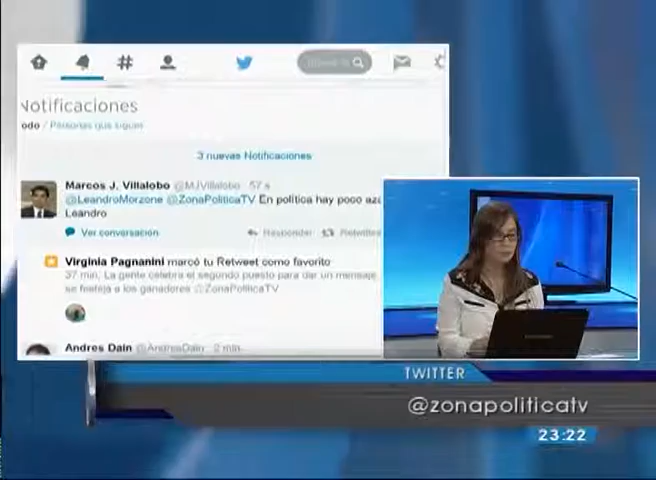 Notificaciones
odo / Personas que sigues
3 nuevas Notificaciones
Marcos J. Villalobo @MJVillalobo · 57 s
@LeandroMorzone @ZonaPoliticaTV En política hay poco aza
Leandro
Ver conversación Responder Retwitte
Virginia Pagnanini marcó tu Retweet como favorito
37 min, La gente celebra el segundo puesto para dar un mensaje
se festeja a los ganadores @ZonaPoliticaTV
Andres Dain @AndresDain · 2 min
TWITTER
@zonapoliticatv
23:22